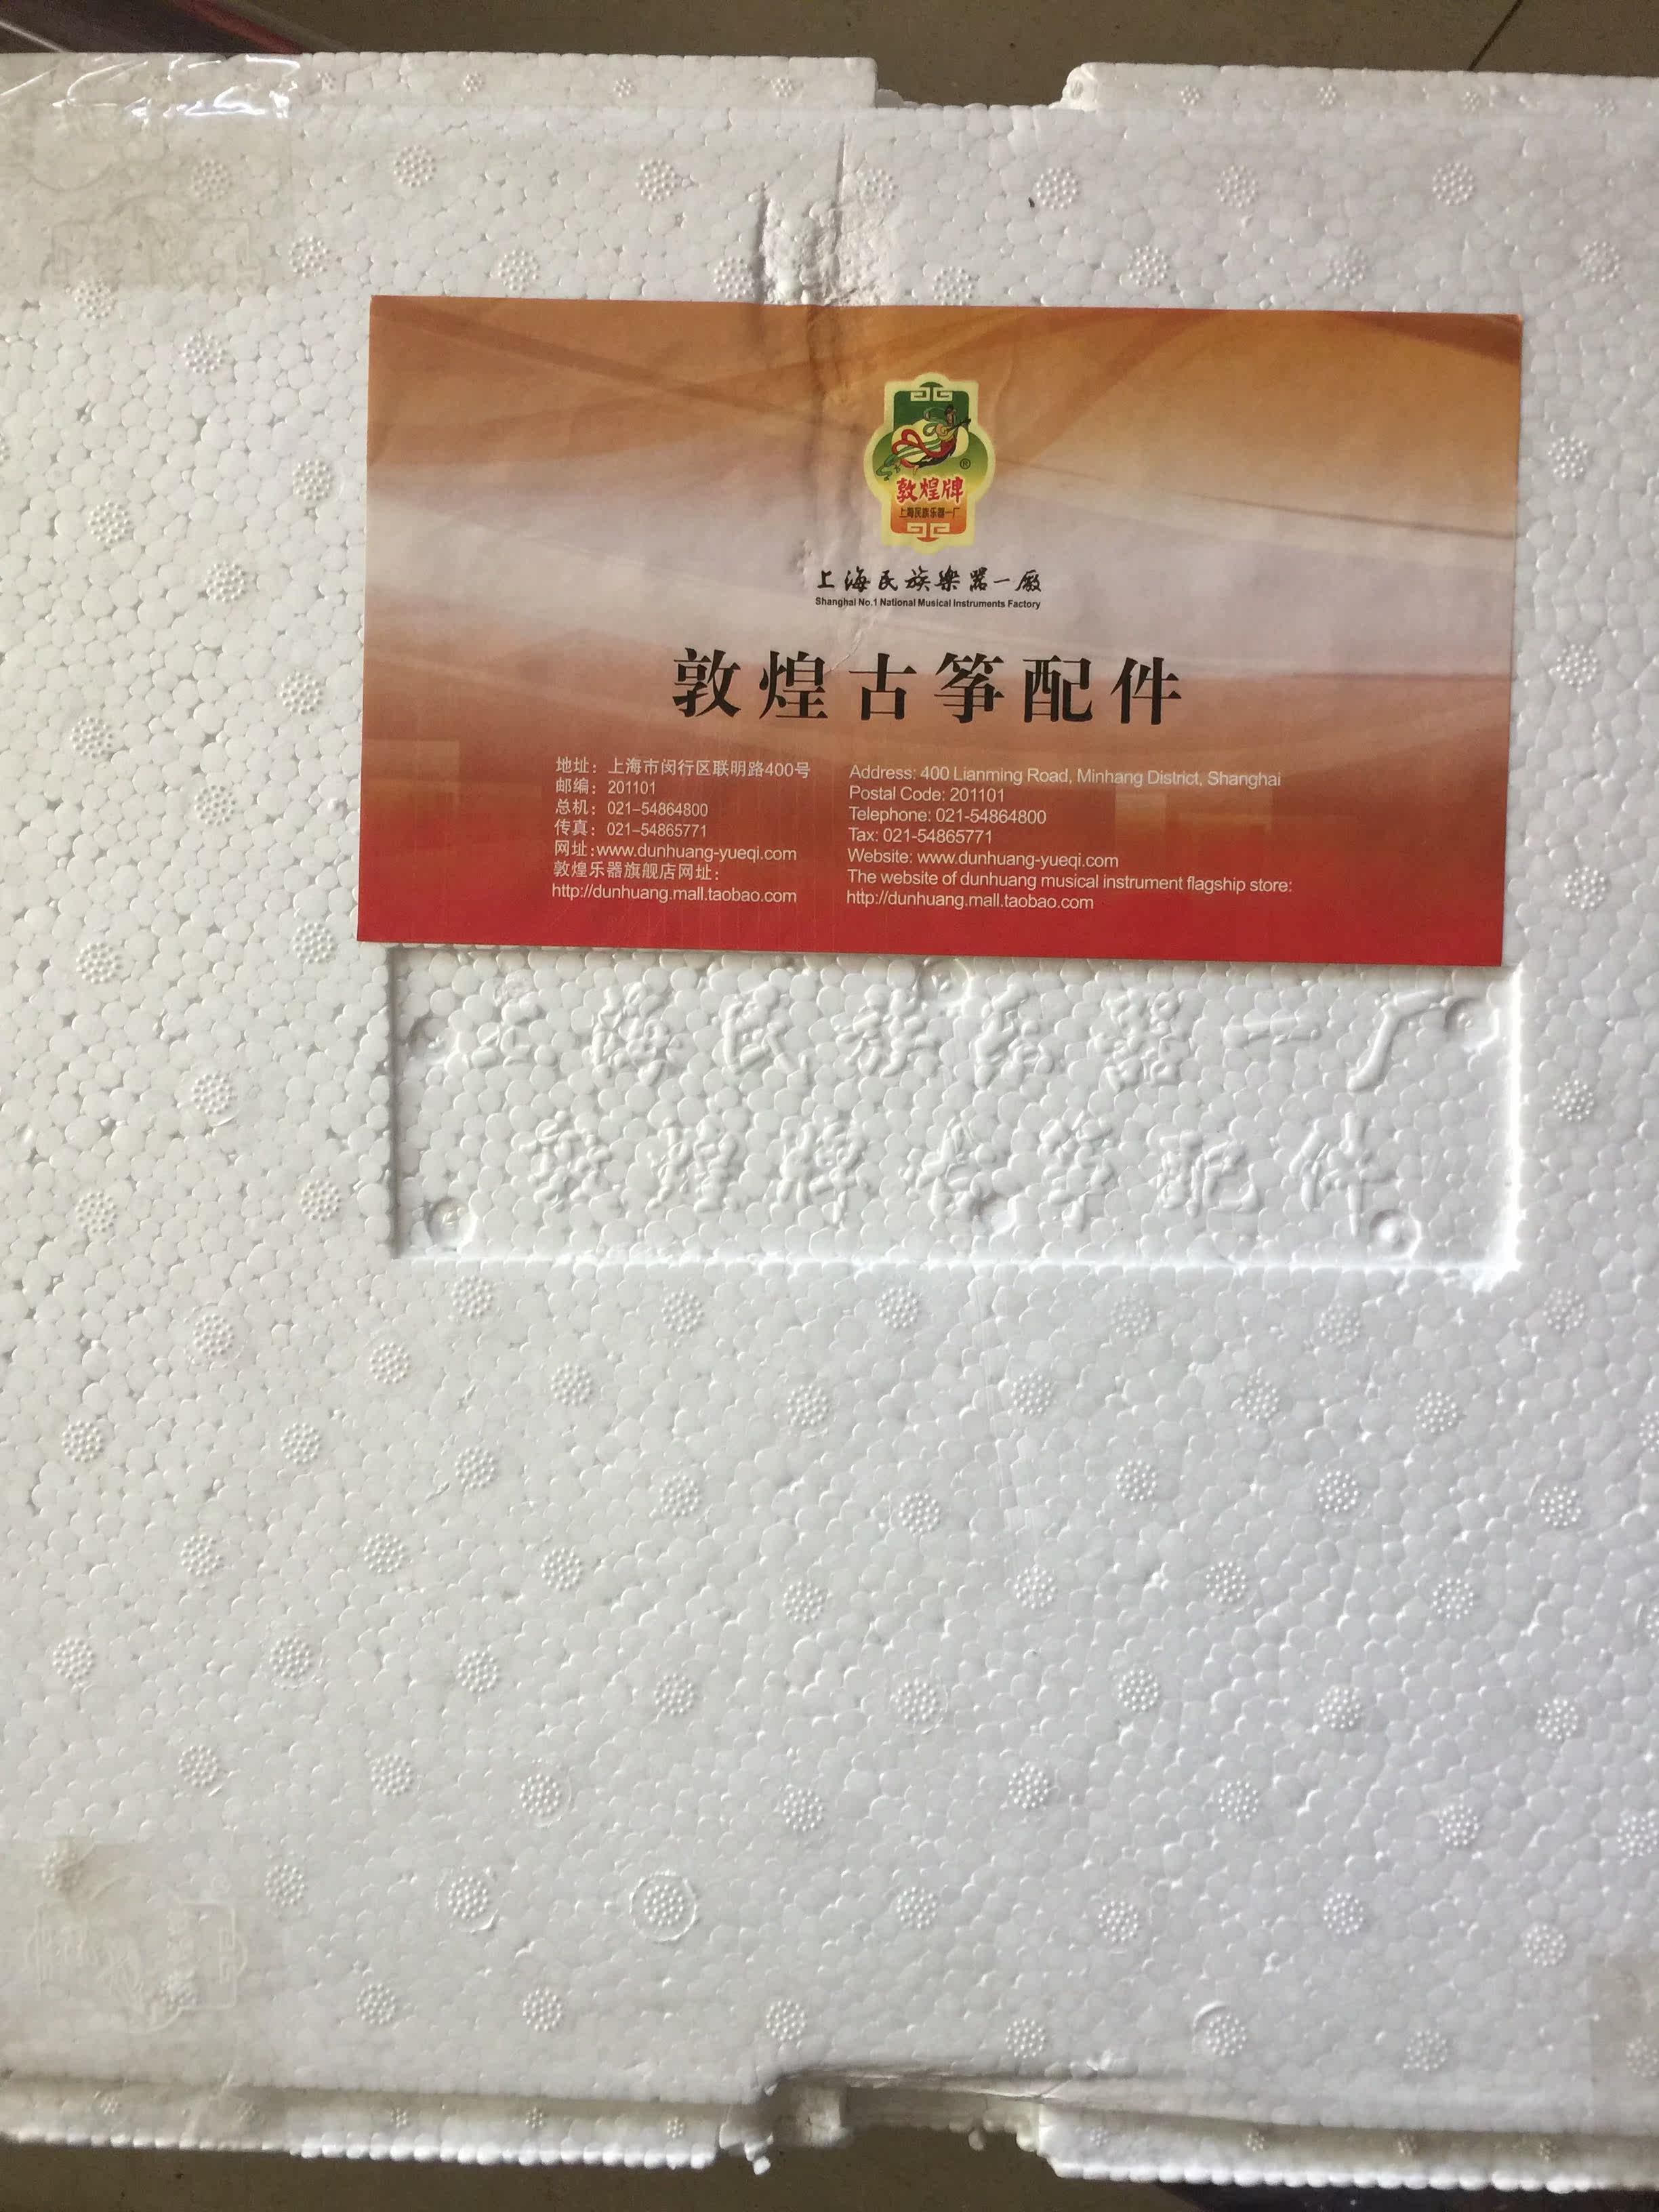 敦煌牌
上海民族乐器一厂
上海民族樂器一廠
Shanghai No.1 National Musical Instruments Factory
敦煌古筝配件
地址：上海市闵行区联明路400号
邮编：201101
总机：021-54864800
传真：021-54865771
网址:www.dunhuang-yueqi.com
敦煌乐器旗舰店网址：
http://dunhuang.mall.taobao.com
Address: 400 Lianming Road, Minhang District, Shanghai
Postal Code: 201101
Telephone: 021-54864800
Tax: 021-54865771
Website: www.dunhuang-yueqi.com
The website of dunhuang musical instrument flagship store:
http://dunhuang.mall.taobao.com
上海民族乐器一厂
敦煌牌古筝配件